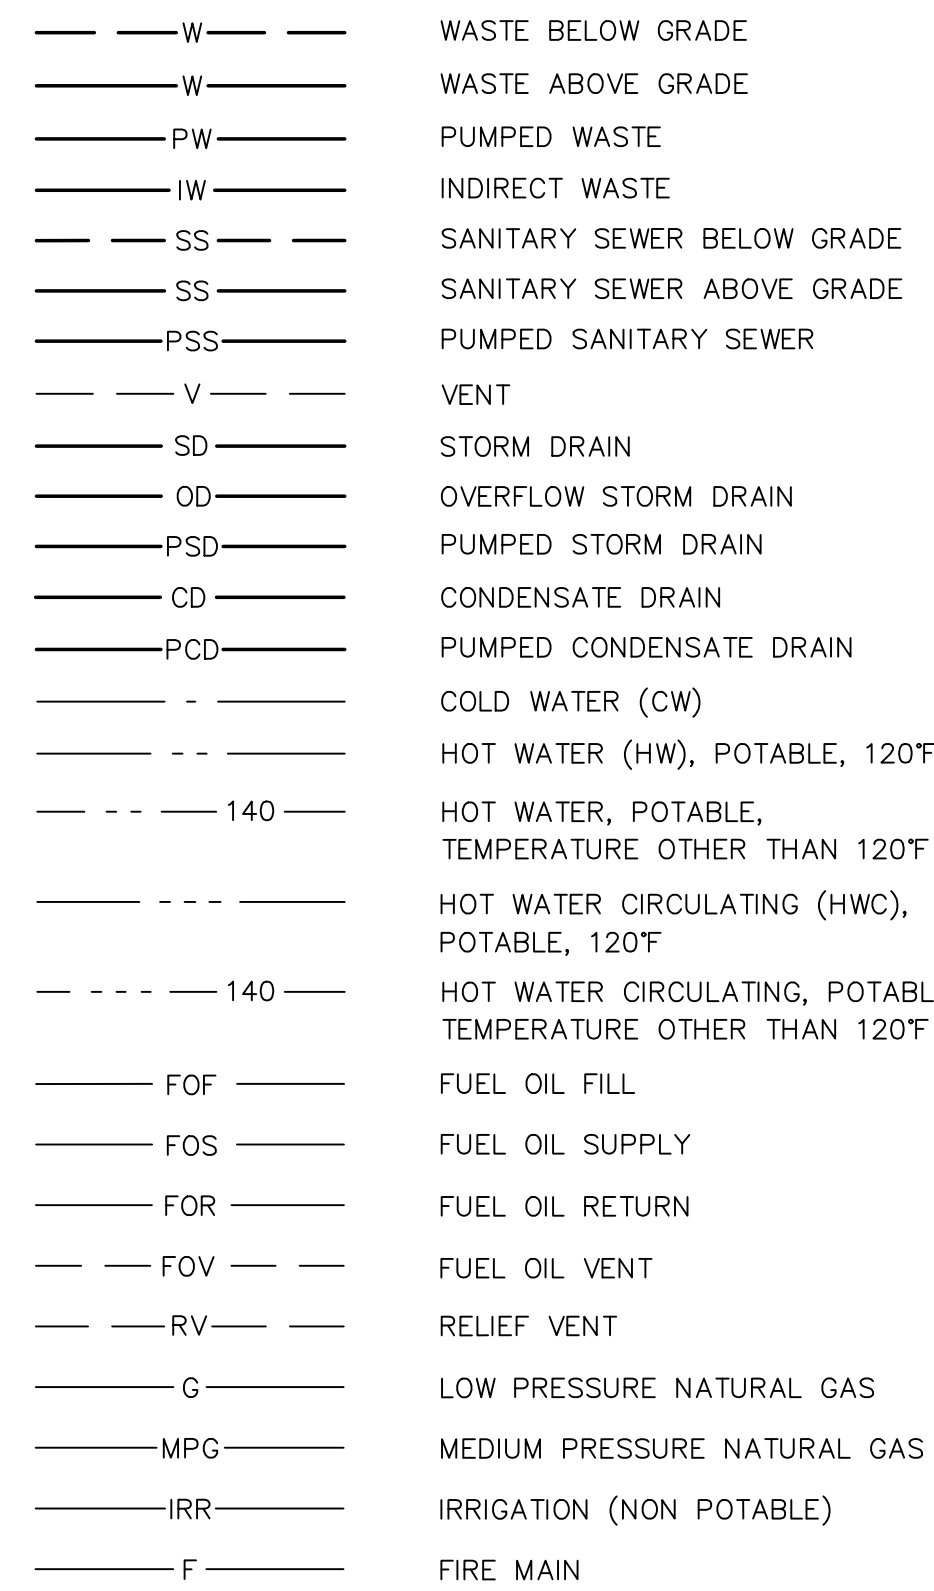 W WASTE BELOW GRADE
W WASTE ABOVE GRADE
PW PUMPED WASTE
IW INDIRECT WASTE
SS SANITARY SEWER BELOW GRADE
SS SANITARY SEWER ABOVE GRADE
PSS PUMPED SANITARY SEWER
V VENT
SD STORM DRAIN
OD OVERFLOW STORM DRAIN
PSD PUMPED STORM DRAIN
CD CONDENSATE DRAIN
PCD PUMPED CONDENSATE DRAIN
COLD WATER (CW)
HOT WATER (HW), POTABLE, 120°F
140 HOT WATER, POTABLE,
TEMPERATURE OTHER THAN 120°F
HOT WATER CIRCULATING (HWC),
POTABLE, 120°F
140 HOT WATER CIRCULATING, POTABL
TEMPERATURE OTHER THAN 120°F
FOF FUEL OIL FILL
FOS FUEL OIL SUPPLY
FOR FUEL OIL RETURN
FOV FUEL OIL VENT
RV RELIEF VENT
G LOW PRESSURE NATURAL GAS
MPG MEDIUM PRESSURE NATURAL GAS
IRR IRRIGATION (NON POTABLE)
F FIRE MAIN